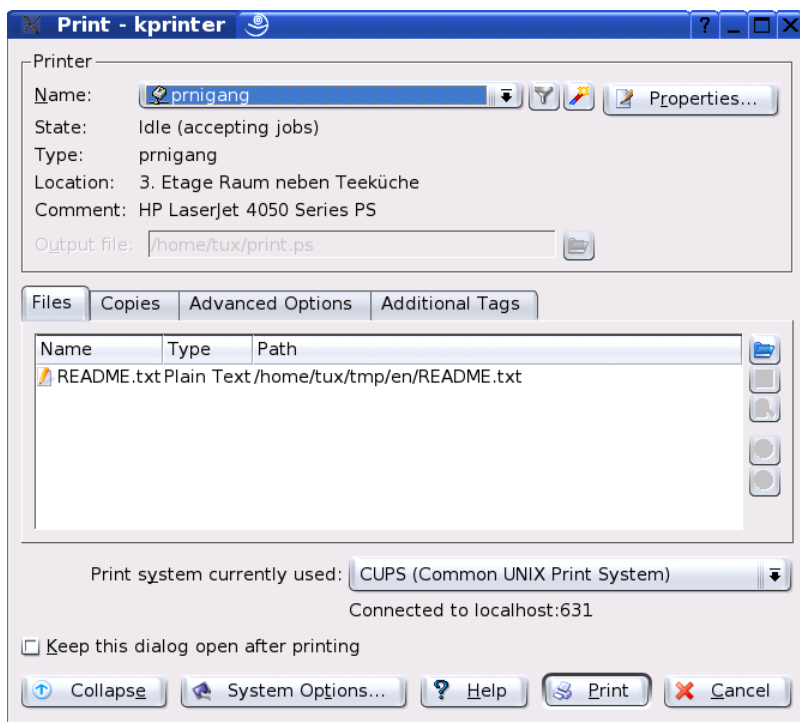 Print - kprinter
Printer
Name: prnigang Properties...
State: Idle (accepting jobs)
Type: prnigang
Location: 3. Etage Raum neben Teeküche
Comment: HP LaserJet 4050 Series PS
Output file: /home/tux/print.ps
Files Copies Advanced Options Additional Tags
Name Type Path
README.txt Plain Text /home/tux/tmp/en/README.txt
Print system currently used: CUPS (Common UNIX Print System)
Connected to localhost:631
Keep this dialog open after printing
Collapse System Options... Help Print Cancel